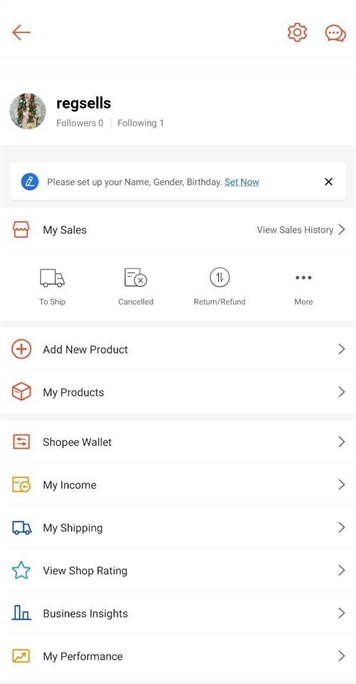 regsells
Followers 0 Following 1
Please set up your Name, Gender, Birthday. Set Now
My Sales View Sales History
To Ship Cancelled Return/Refund More
Add New Product
My Products
Shopee Wallet
My Income
My Shipping
View Shop Rating
Business Insights
My Performance